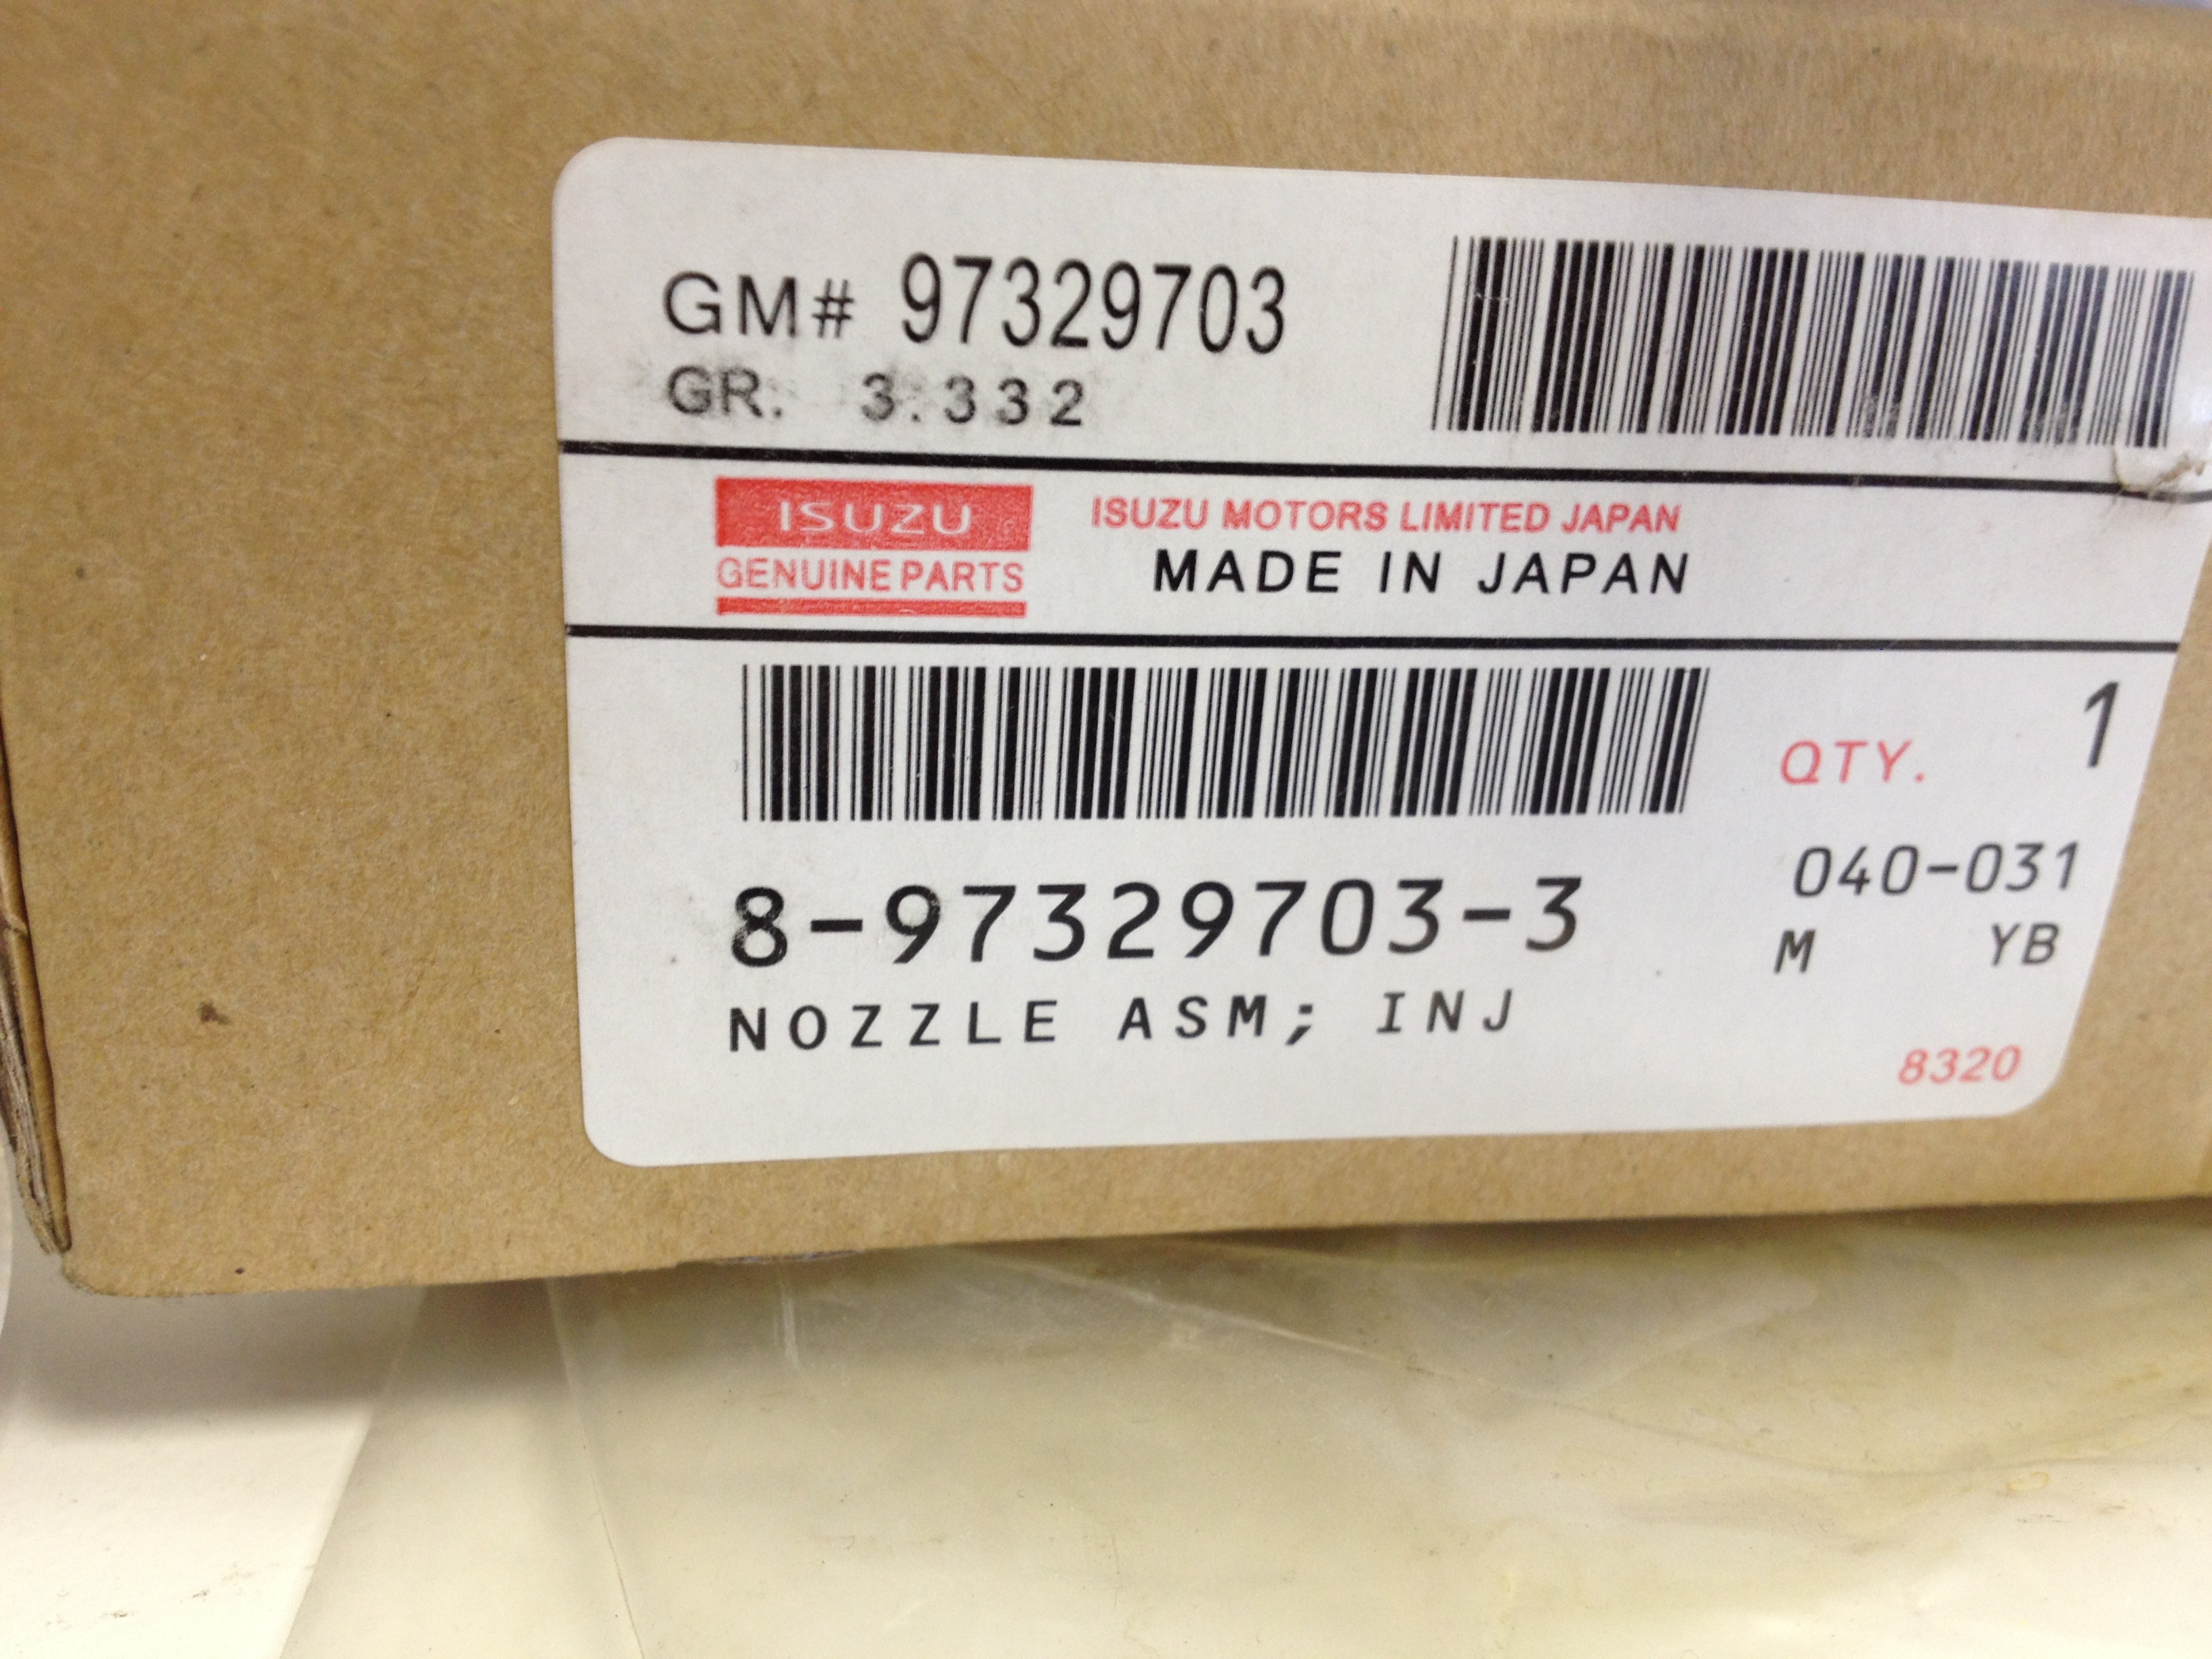 GM# 97329703
GR. 3.332
ISUZU
GENUINE PARTS
ISUZU MOTORS LIMITED JAPAN
MADE IN JAPAN
QTY. 1
8-97329703-3
NOZZLE ASM; INJ
040-031
M YB
8320